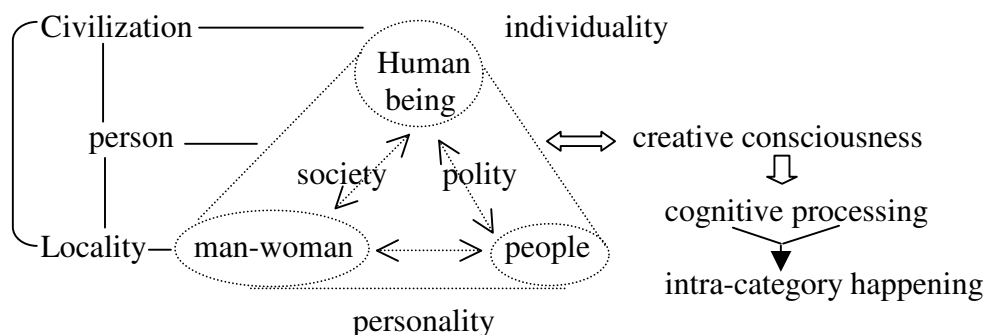 Civilization
individuality
Human
being
person
creative consciousness
society
polity
cognitive processing
Locality
man-woman
people
intra-category happening
personality